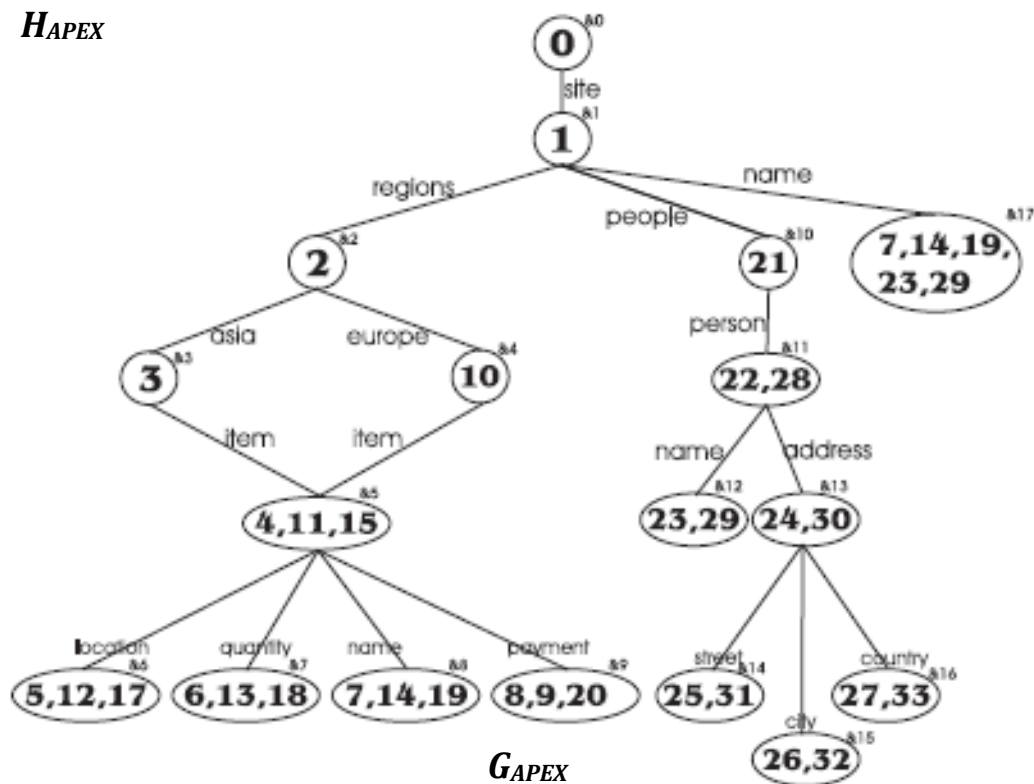 H_APEX
&0
0
site
&1
1
regions
people
name
&2
2
&10
21
&17
7,14,19,
23,29
asia
europe
person
&3
3
&4
10
&11
22,28
item
item
name
address
&5
4,11,15
&12
23,29
&13
24,30
location
quantity
name
payment
street
country
&6
5,12,17
&7
6,13,18
&8
7,14,19
&9
8,9,20
&14
25,31
&16
27,33
city
&15
26,32
G_APEX